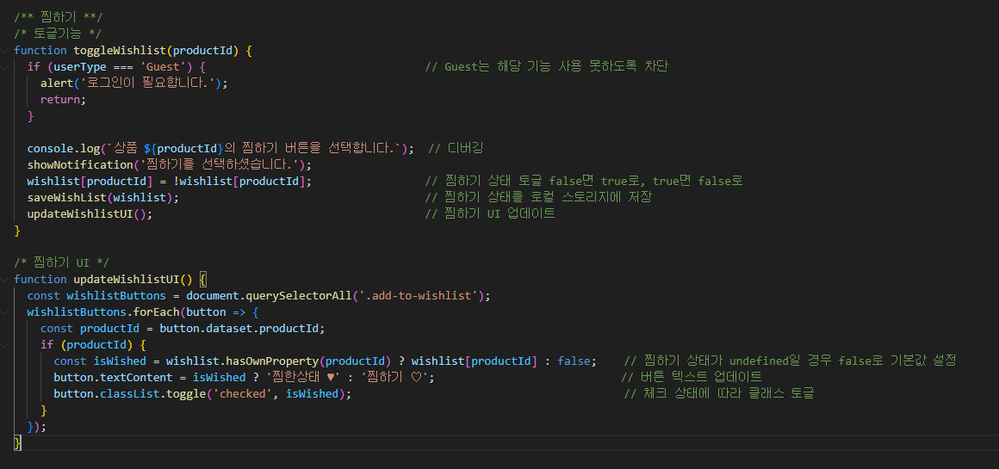 /** 찜하기 **/
/* 토글기능 */
function toggleWishlist(productId) {
if (userType === 'Guest') { // Guest는 해당 기능 사용 못하도록 차단
alert('로그인이 필요합니다.');
return;
}
console.log(`상품 ${productId}의 찜하기 버튼을 선택합니다.`); // 디버깅
showNotification('찜하기를 선택하셨습니다.');
wishlist[productId] = !wishlist[productId]; // 찜하기 상태 토글 false면 true로, true면 false로
saveWishList(wishlist); // 찜하기 상태를 로컬 스토리지에 저장
updateWishlistUI(); // 찜하기 UI 업데이트
}
/* 찜하기 UI */
function updateWishlistUI() {
const wishlistButtons = document.querySelectorAll('.add-to-wishlist');
wishlistButtons.forEach(button => {
const productId = button.dataset.productId;
if (productId) {
const isWished = wishlist.hasOwnProperty(productId) ? wishlist[productId] : false; // 찜하기 상태가 undefined일 경우 false로 기본값 설정
button.textContent = isWished ? '찜한상태 ♥' : '찜하기 ♡'; // 버튼 텍스트 업데이트
button.classList.toggle('checked', isWished); // 체크 상태에 따라 클래스 토글
}
});
}